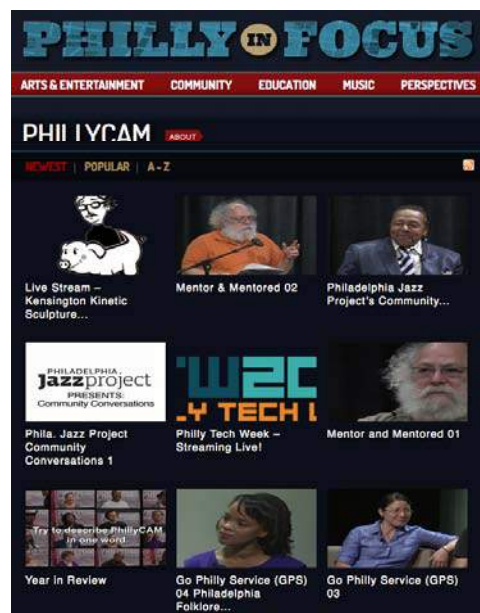 PHILLY IN FOCUS
ARTS & ENTERTAINMENT COMMUNITY EDUCATION MUSIC PERSPECTIVES
PHILLYCAM ABOUT
NEWEST | POPULAR | A-Z
Live Stream –
Kensington Kinetic
Sculpture...
Mentor & Mentored 02
Philadelphia Jazz
Project's Community...
PHILADELPHIA
jazzproject
PRESENTS:
Community Conversations
Phila. Jazz Project
Community
Conversations 1
LY TECH
Philly Tech Week –
Streaming Live!
Mentor and Mentored 01
Try to describe PhillyCAM
in one word.
Year in Review
Go Philly Service (GPS)
04 Philadelphia
Folklore...
Go Philly Service (GPS)
03